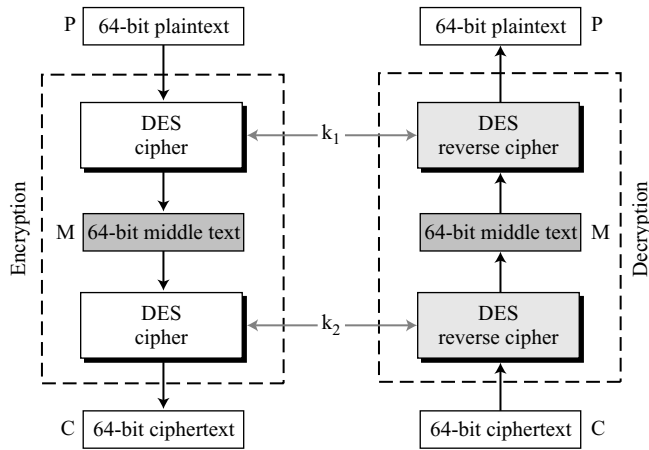 P 64-bit plaintext
64-bit plaintext P
DES
cipher
k1
DES
reverse cipher
Encryption
M 64-bit middle text
64-bit middle text M
Decryption
DES
cipher
k2
DES
reverse cipher
C 64-bit ciphertext
64-bit ciphertext C